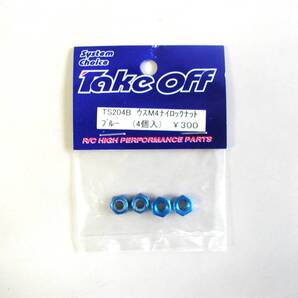 System
Choice
Take Off
TS204B ウスM4ナイロックナット
ブルー (4個入) ¥300
R/C HIGH PERFORMANCE PARTS